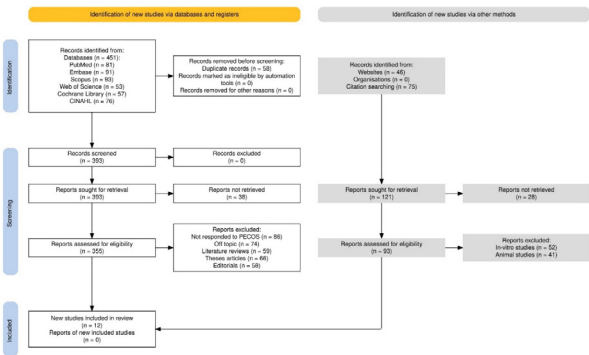 Identification of new studies via databases and registers
Identification of new studies via other methods
Identification
Records identified from:
Databases (n = 451):
PubMed (n = 81)
Embase (n = 91)
Scopus (n = 93)
Web of Science (n = 53)
Cochrane Library (n = 57)
CINAHL (n = 76)
Records removed before screening:
Duplicate records (n = 58)
Records marked as ineligible by automation
tools (n = 0)
Records removed for other reasons (n = 0)
Records identified from:
Websites (n = 46)
Organisations (n = 0)
Citation searching (n = 75)
Screening
Records screened
(n = 393)
Records excluded
(n = 0)
Reports sought for retrieval
(n = 393)
Reports not retrieved
(n = 38)
Reports sought for retrieval
(n = 121)
Reports not retrieved
(n = 28)
Reports assessed for eligibility
(n = 355)
Reports excluded:
Not responded to PECOS (n = 86)
Off topic (n = 74)
Literature reviews (n = 59)
Theses articles (n = 66)
Editorials (n = 58)
Reports assessed for eligibility
(n = 93)
Reports excluded:
In-vitro studies (n = 52)
Animal studies (n = 41)
Included
New studies included in review
(n = 12)
Reports of new included studies
(n = 0)